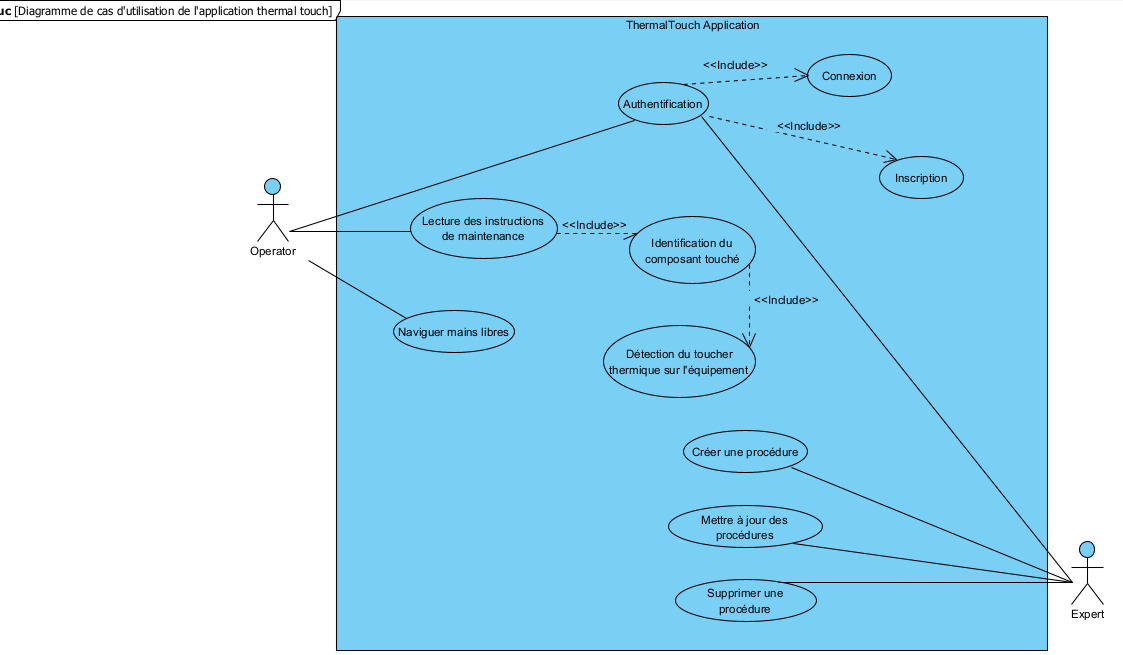 uc [Diagramme de cas d'utilisation de l'application thermal touch]
ThermalTouch Application
<<Include>>
Connexion
Authentification
<<Include>>
Inscription
Operator
Lecture des instructions
de maintenance
<<Include>>
Identification du
composant touché
<<Include>>
Naviguer mains libres
Détection du toucher
thermique sur l'équipement
Créer une procédure
Mettre à jour des
procédures
Supprimer une
procédure
Expert